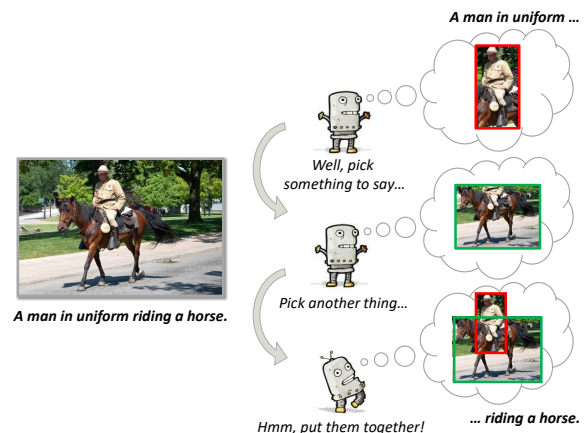 A man in uniform ...
Well, pick
something to say...
A man in uniform riding a horse.
Pick another thing...
... riding a horse.
Hmm, put them together!